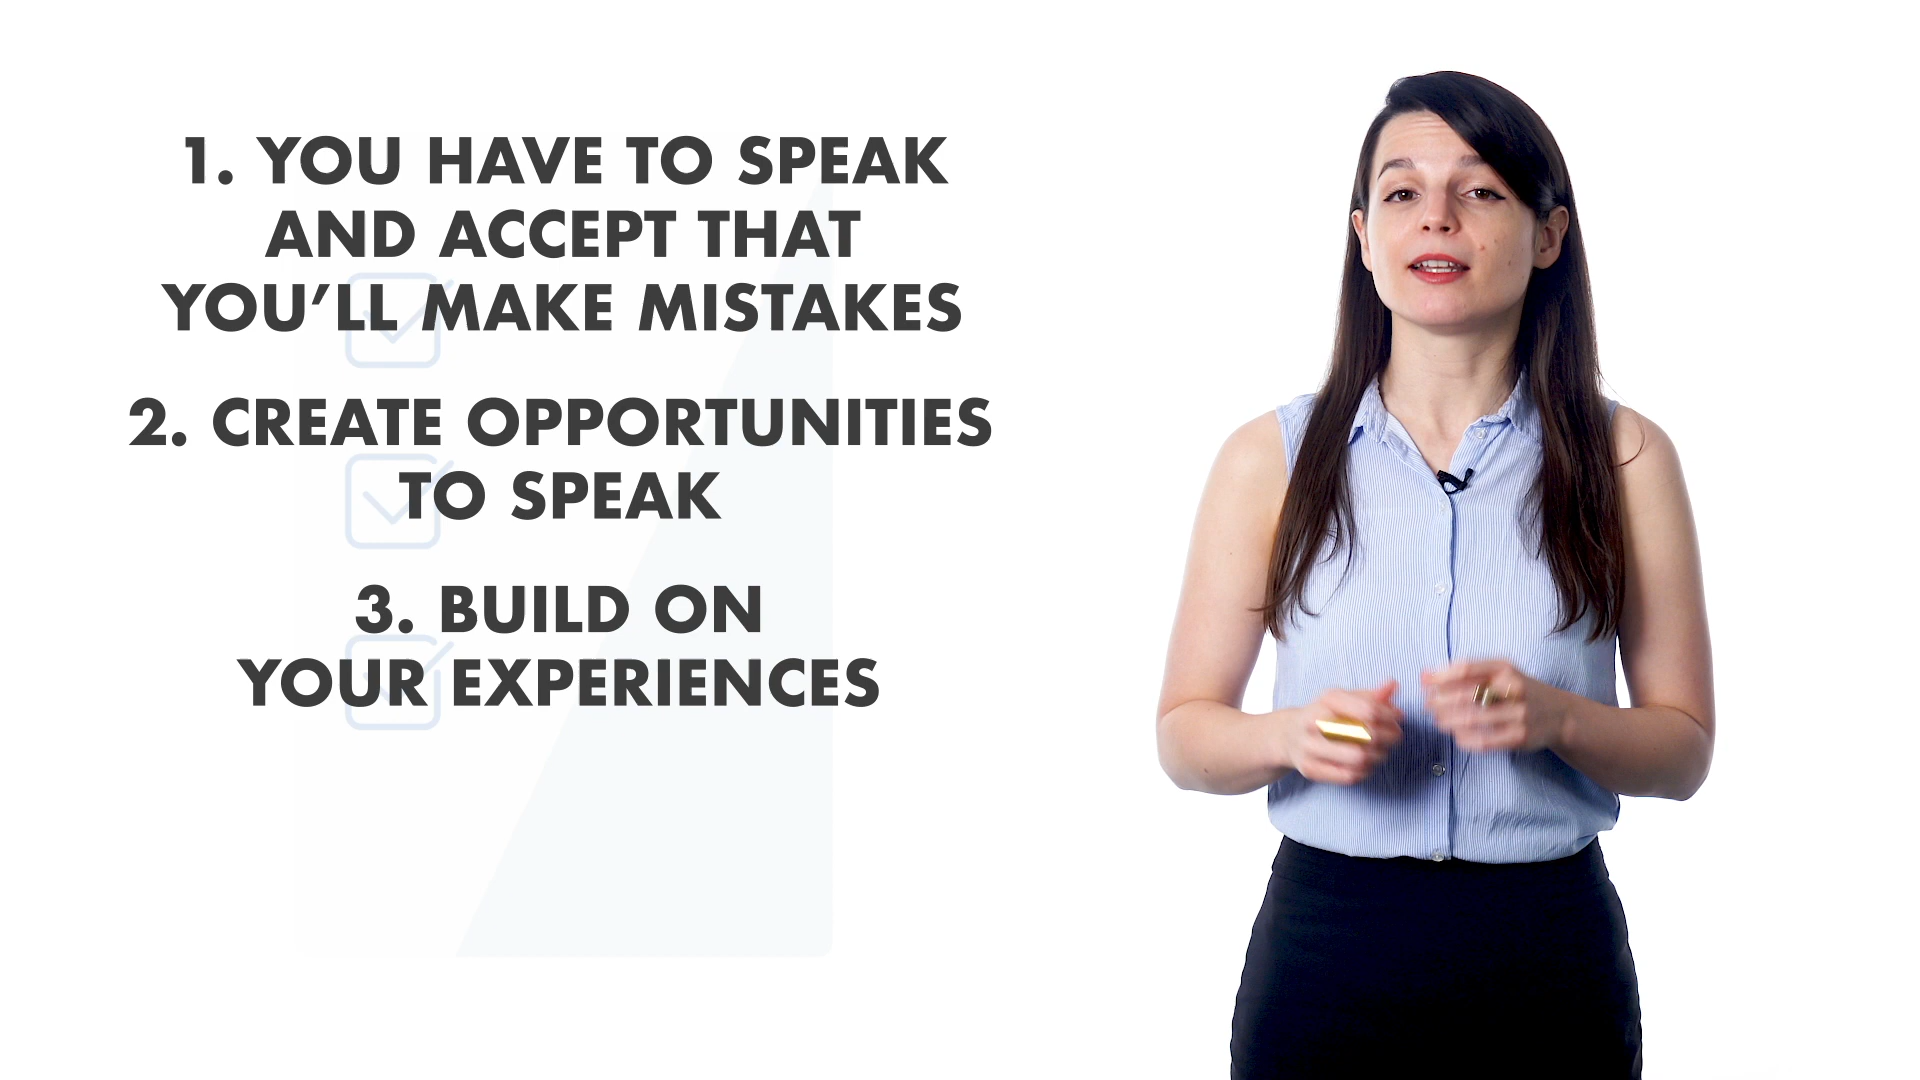 1. YOU HAVE TO SPEAK
AND ACCEPT THAT
YOU’LL MAKE MISTAKES
2. CREATE OPPORTUNITIES
TO SPEAK
3. BUILD ON
YOUR EXPERIENCES